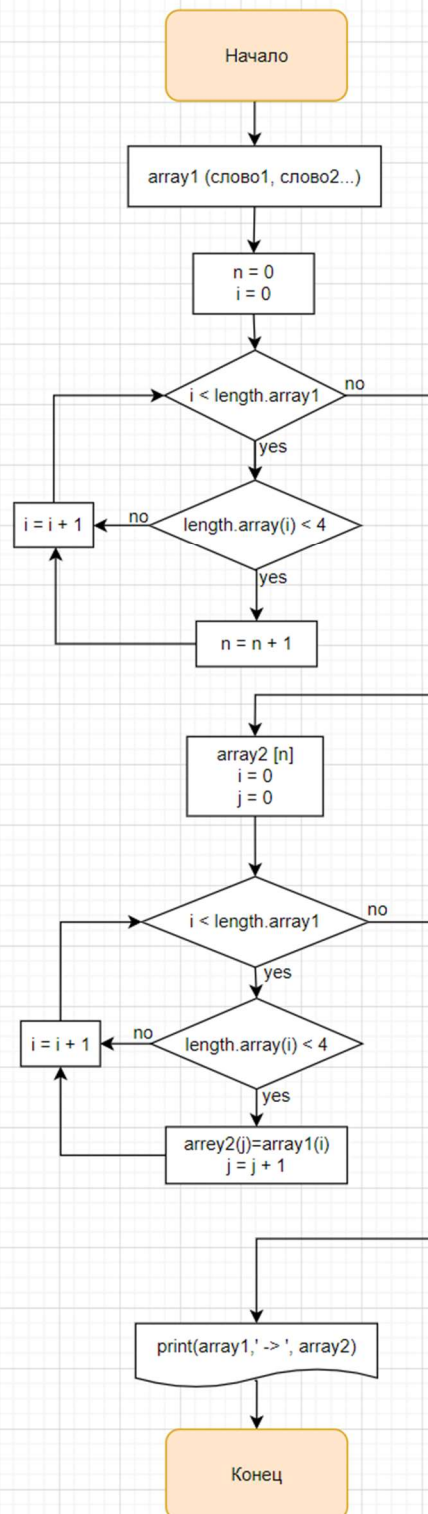 Начало
array1 (слово1, слово2...)
n = 0
i = 0
i < length.array1
no
yes
i = i + 1
no
length.array(i) < 4
yes
n = n + 1
array2 [n]
i = 0
j = 0
i < length.array1
no
yes
i = i + 1
no
length.array(i) < 4
yes
arrey2(j)=array1(i)
j = j + 1
print(array1,' -> ', array2)
Конец